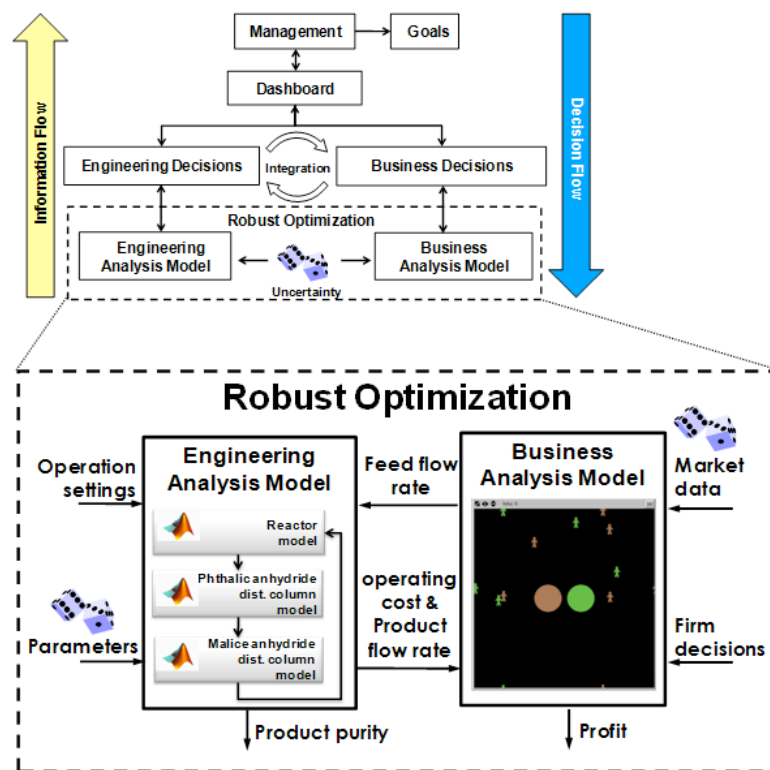 Management
Goals
Dashboard
Information Flow
Decision Flow
Engineering Decisions
Integration
Business Decisions
Robust Optimization
Engineering
Analysis Model
Uncertainty
Business
Analysis Model
Robust Optimization
Operation
settings
Parameters
Engineering
Analysis Model
Reactor
model
Phthalic anhydride
dist. column
model
Malice anhydride
dist. column
model
Product purity
Feed flow
rate
operating
cost &
Product
flow rate
Business
Analysis Model
Profit
Market
data
Firm
decisions